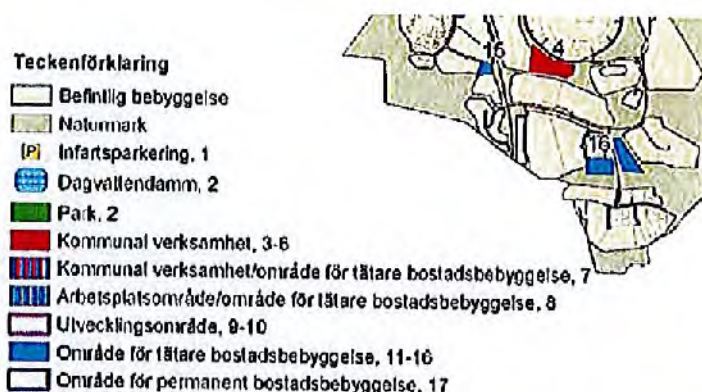 15
4
16
Teckenförklaring
Befintlig bebyggelse
Naturmark
[P] Infartsparkering, 1
Dagvattendamm, 2
Park, 2
Kommunal verksamhet, 3-6
Kommunal verksamhet/område för tätare bostadsbebyggelse, 7
Arbetsplatsområde/område för tätare bostadsbebyggelse, 8
Utvecklingsområde, 9-10
Område för tätare bostadsbebyggelse, 11-16
Område för permanent bostadsbebyggelse, 17